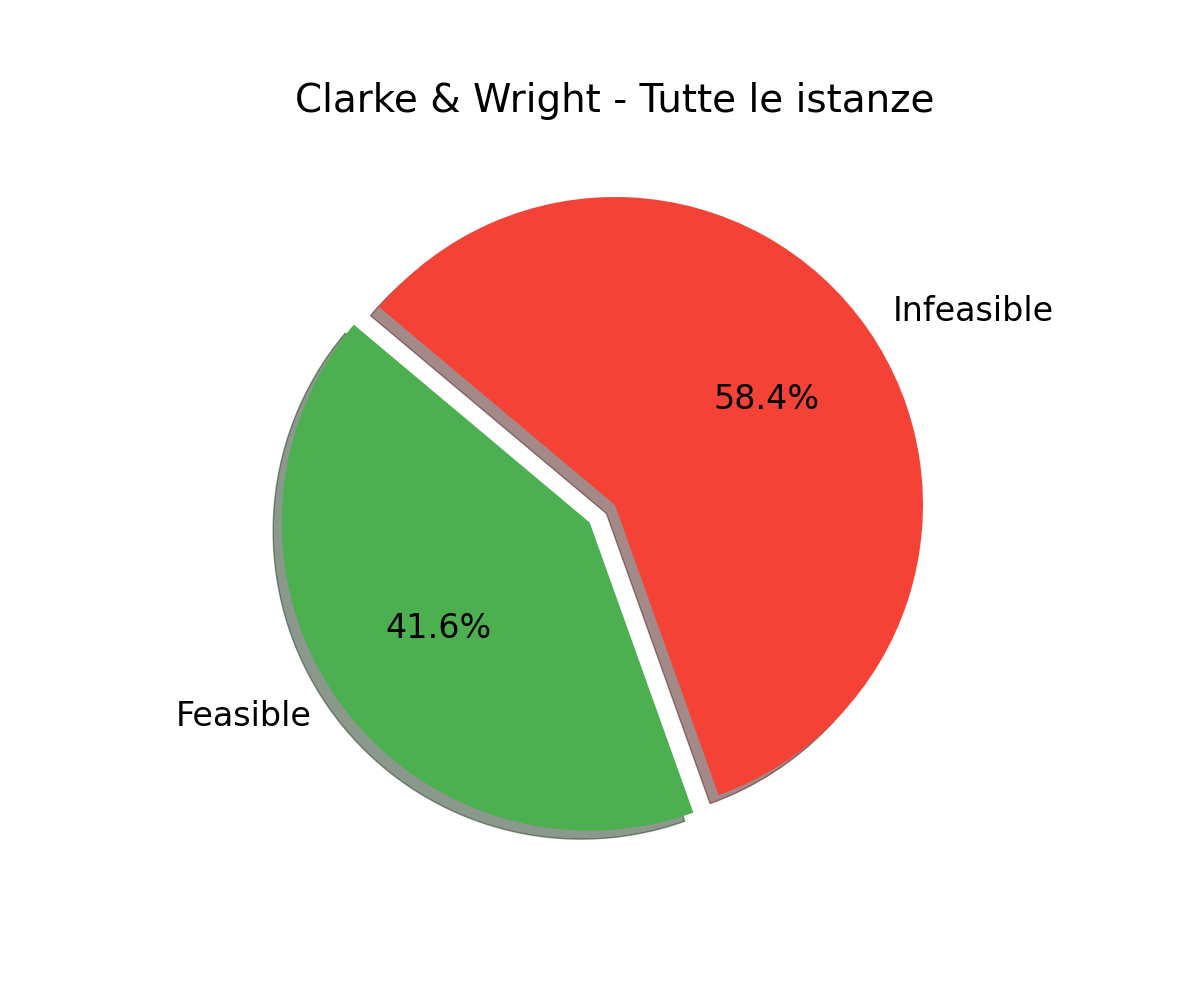 Clarke & Wright - Tutte le istanze
Infeasible
58.4%
41.6%
Feasible